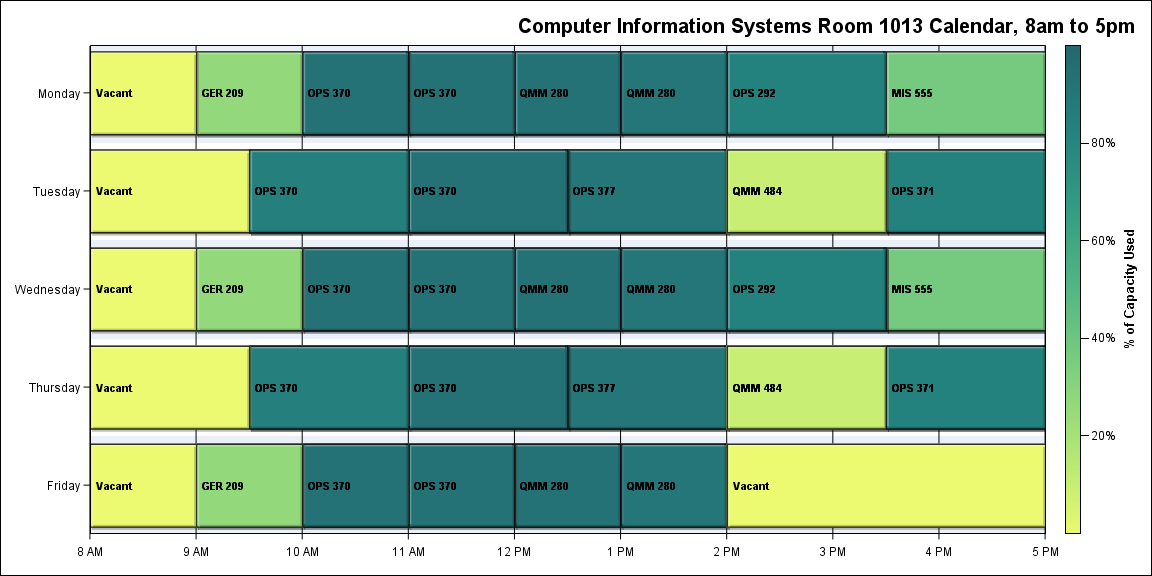 Computer Information Systems Room 1013 Calendar, 8am to 5pm
Monday
Vacant
GER 209
OPS 370
OPS 370
QMM 280
QMM 280
OPS 292
MIS 555
Tuesday
Vacant
OPS 370
OPS 370
OPS 377
QMM 484
OPS 371
Wednesday
Vacant
GER 209
OPS 370
OPS 370
QMM 280
QMM 280
OPS 292
MIS 555
Thursday
Vacant
OPS 370
OPS 370
OPS 377
QMM 484
OPS 371
Friday
Vacant
GER 209
OPS 370
OPS 370
QMM 280
QMM 280
Vacant
8 AM
9 AM
10 AM
11 AM
12 PM
1 PM
2 PM
3 PM
4 PM
5 PM
80%
60%
40%
20%
% of Capacity Used